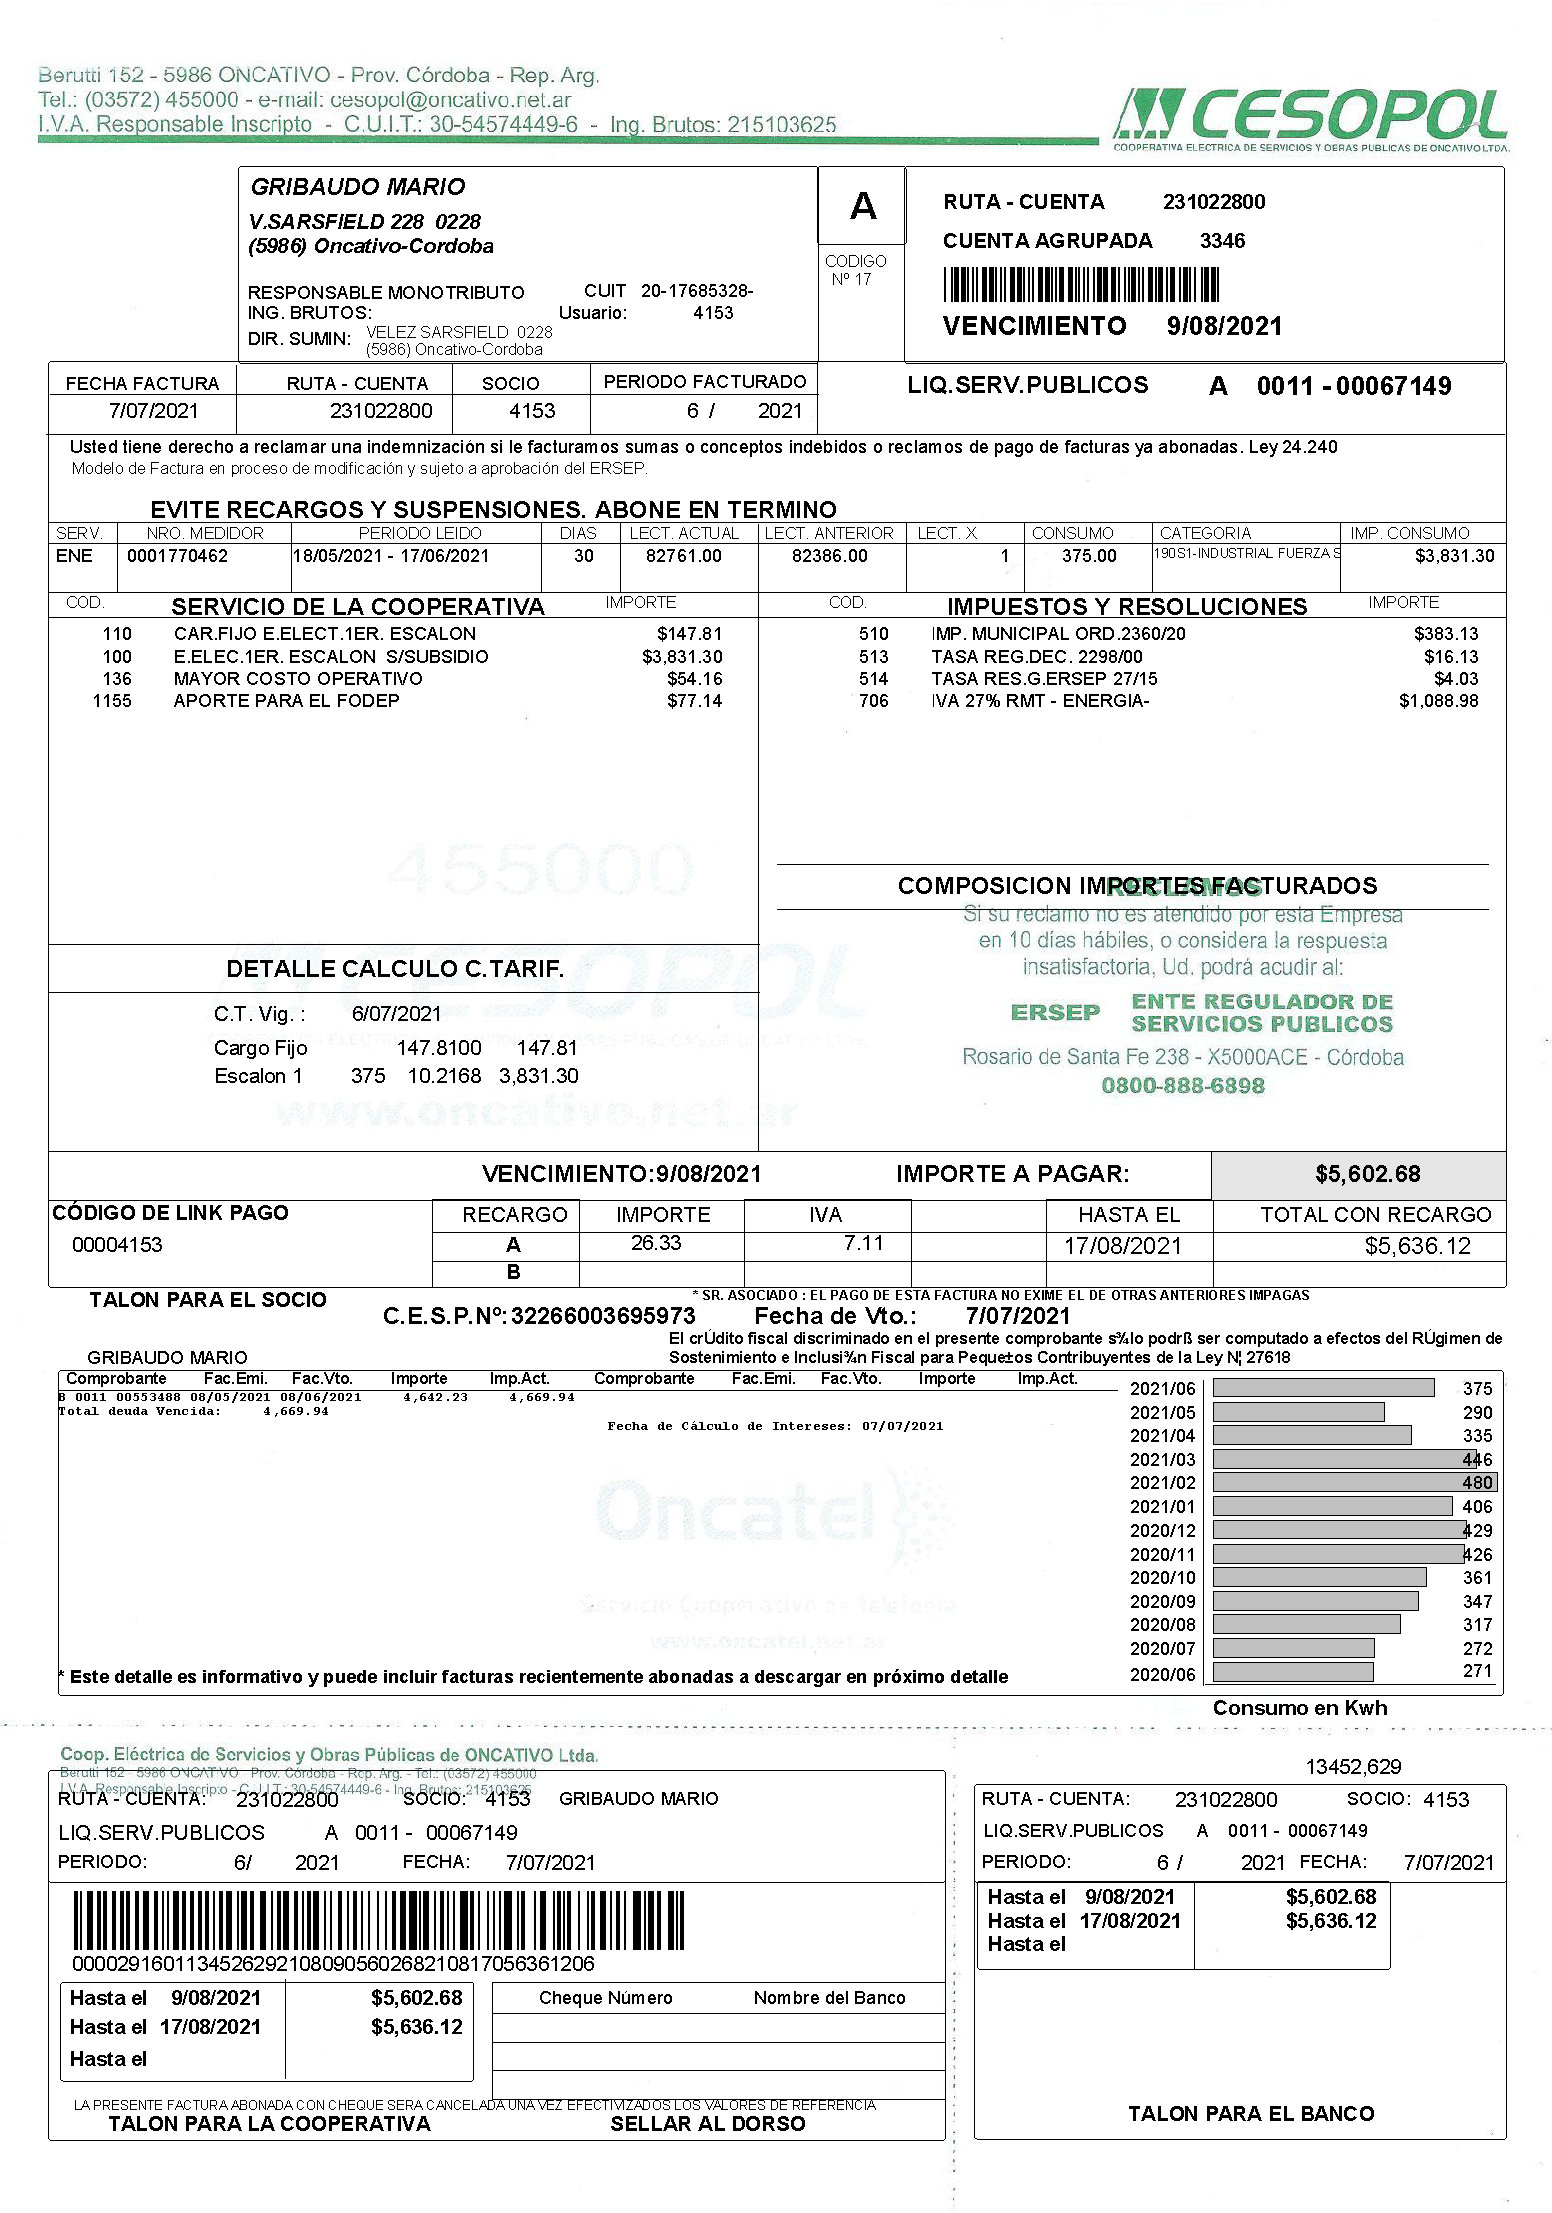 Berutti 152 - 5986 ONCATIVO - Prov. Córdoba - Rep. Arg.
Tel.: (03572) 455000 - e-mail: cesopol@oncativo.net.ar
I.V.A. Responsable Inscripto - C.U.I.T.: 30-54574449-6 - Ing. Brutos: 215103625
CESOPOL
COOPERATIVA ELECTRICA DE SERVICIOS Y OBRAS PUBLICAS DE ONCATIVO LTDA.
GRIBAUDO MARIO
V.SARSFIELD 228 0228
(5986) Oncativo-Cordoba
RESPONSABLE MONOTRIBUTO CUIT 20-17685328-
ING. BRUTOS: Usuario: 4153
DIR. SUMIN: VELEZ SARSFIELD 0228
(5986) Oncativo-Cordoba
A
CODIGO
Nº 17
RUTA - CUENTA 231022800
CUENTA AGRUPADA 3346
VENCIMIENTO 9/08/2021
FECHA FACTURA RUTA - CUENTA SOCIO PERIODO FACTURADO
7/07/2021 231022800 4153 6 / 2021
LIQ.SERV.PUBLICOS A 0011 - 00067149
Usted tiene derecho a reclamar una indemnización si le facturamos sumas o conceptos indebidos o reclamos de pago de facturas ya abonadas. Ley 24.240
Modelo de Factura en proceso de modificación y sujeto a aprobación del ERSEP.
EVITE RECARGOS Y SUSPENSIONES. ABONE EN TERMINO
SERV. NRO. MEDIDOR PERIODO LEIDO DIAS LECT. ACTUAL LECT. ANTERIOR LECT. X CONSUMO CATEGORIA IMP. CONSUMO
ENE 0001770462 18/05/2021 - 17/06/2021 30 82761.00 82386.00 1 375.00 190S1-INDUSTRIAL FUERZA S $3,831.30
COD. SERVICIO DE LA COOPERATIVA IMPORTE
110 CAR.FIJO E.ELECT.1ER. ESCALON $147.81
100 E.ELEC.1ER. ESCALON S/SUBSIDIO $3,831.30
136 MAYOR COSTO OPERATIVO $54.16
1155 APORTE PARA EL FODEP $77.14
COD. IMPUESTOS Y RESOLUCIONES IMPORTE
510 IMP. MUNICIPAL ORD.2360/20 $383.13
513 TASA REG.DEC. 2298/00 $16.13
514 TASA RES.G.ERSEP 27/15 $4.03
706 IVA 27% RMT - ENERGIA- $1,088.98
455000
CESOPOL
www.oncativo.net.ar
COMPOSICION IMPORTES FACTURADOS
RECLAMOS
Si su reclamo no es atendido por esta Empresa
en 10 días hábiles, o considera la respuesta
insatisfactoria, Ud. podrá acudir al:
ERSEP ENTE REGULADOR DE
SERVICIOS PUBLICOS
Rosario de Santa Fe 238 - X5000ACE - Córdoba
0800-888-6898
DETALLE CALCULO C.TARIF.
C.T. Vig. : 6/07/2021
Cargo Fijo 147.8100 147.81
Escalon 1 375 10.2168 3,831.30
VENCIMIENTO:9/08/2021 IMPORTE A PAGAR: $5,602.68
CÓDIGO DE LINK PAGO
00004153
RECARGO IMPORTE IVA HASTA EL TOTAL CON RECARGO
A 26.33 7.11 17/08/2021 $5,636.12
B
TALON PARA EL SOCIO
* SR. ASOCIADO : EL PAGO DE ESTA FACTURA NO EXIME EL DE OTRAS ANTERIORES IMPAGAS
C.E.S.P.Nº: 32266003695973 Fecha de Vto.: 7/07/2021
El crÚdito fiscal discriminado en el presente comprobante s¾lo podrß ser computado a efectos del RÚgimen de
Sostenimiento e Inclusi¾n Fiscal para Peque±os Contribuyentes de la Ley N¦ 27618
GRIBAUDO MARIO
Comprobante Fac.Emi. Fac.Vto. Importe Imp.Act. Comprobante Fac.Emi. Fac.Vto. Importe Imp.Act.
B 0011 00553488 08/05/2021 08/06/2021 4,642.23 4,669.94
Total deuda Vencida: 4,669.94
Fecha de Cálculo de Intereses: 07/07/2021
2021/06 375
2021/05 290
2021/04 335
2021/03 446
2021/02 480
2021/01 406
2020/12 429
2020/11 426
2020/10 361
2020/09 347
2020/08 317
2020/07 272
2020/06 271
Consumo en Kwh
Oncatel
Servicio Cooperativo de Telefonía
www.oncatel.net.ar
* Este detalle es informativo y puede incluir facturas recientemente abonadas a descargar en próximo detalle
Coop. Eléctrica de Servicios y Obras Públicas de ONCATIVO Ltda.
Berutti 152 - 5986 ONCATIVO - Prov. Córdoba - Rep. Arg. - Tel.: (03572) 455000
I.V.A. Responsable Inscripto - C.U.I.T.: 30-54574449-6 - Ing. Brutos: 215103625
RUTA - CUENTA: 231022800 SOCIO: 4153 GRIBAUDO MARIO
LIQ.SERV.PUBLICOS A 0011 - 00067149
PERIODO: 6/ 2021 FECHA: 7/07/2021
0000291601134526292108090560268210817056361206
Hasta el 9/08/2021 $5,602.68
Hasta el 17/08/2021 $5,636.12
Hasta el
Cheque Número Nombre del Banco
LA PRESENTE FACTURA ABONADA CON CHEQUE SERA CANCELADA UNA VEZ EFECTIVIZADOS LOS VALORES DE REFERENCIA
TALON PARA LA COOPERATIVA SELLAR AL DORSO
13452,629
RUTA - CUENTA: 231022800 SOCIO: 4153
LIQ.SERV.PUBLICOS A 0011 - 00067149
PERIODO: 6 / 2021 FECHA: 7/07/2021
Hasta el 9/08/2021 $5,602.68
Hasta el 17/08/2021 $5,636.12
Hasta el
TALON PARA EL BANCO